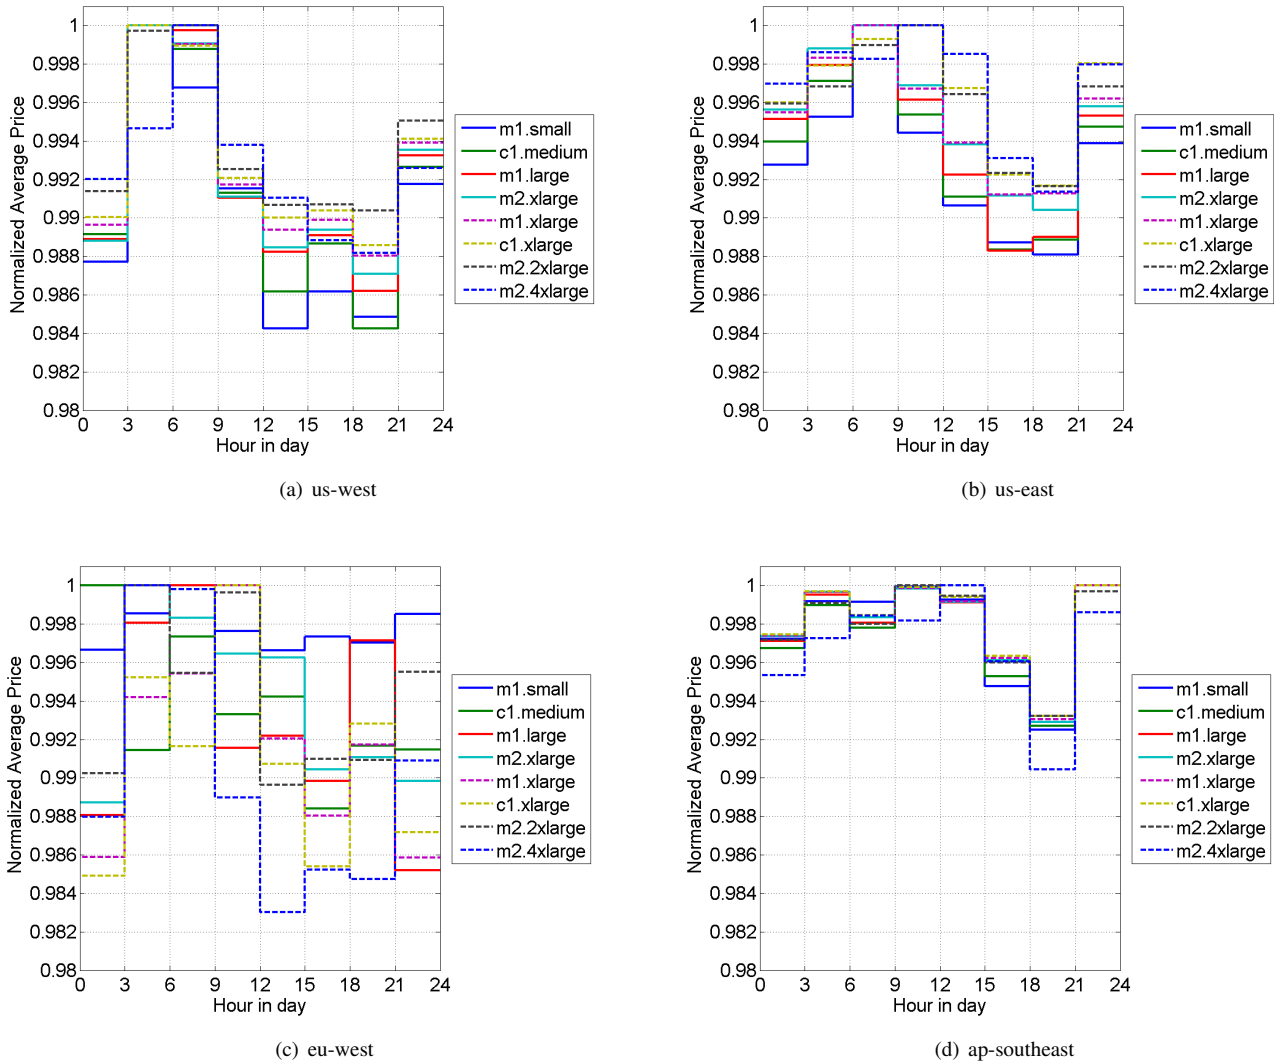 1
0.998
0.996
0.994
0.992
0.99
0.988
0.986
0.984
0.982
0.98
Normalized Average Price
0 3 6 9 12 15 18 21 24
Hour in day
m1.small
c1.medium
m1.large
m2.xlarge
m1.xlarge
c1.xlarge
m2.2xlarge
m2.4xlarge
(a) us-west
1
0.998
0.996
0.994
0.992
0.99
0.988
0.986
0.984
0.982
0.98
Normalized Average Price
0 3 6 9 12 15 18 21 24
Hour in day
m1.small
c1.medium
m1.large
m2.xlarge
m1.xlarge
c1.xlarge
m2.2xlarge
m2.4xlarge
(b) us-east
1
0.998
0.996
0.994
0.992
0.99
0.988
0.986
0.984
0.982
0.98
Normalized Average Price
0 3 6 9 12 15 18 21 24
Hour in day
m1.small
c1.medium
m1.large
m2.xlarge
m1.xlarge
c1.xlarge
m2.2xlarge
m2.4xlarge
(c) eu-west
1
0.998
0.996
0.994
0.992
0.99
0.988
0.986
0.984
0.982
0.98
Normalized Average Price
0 3 6 9 12 15 18 21 24
Hour in day
m1.small
c1.medium
m1.large
m2.xlarge
m1.xlarge
c1.xlarge
m2.2xlarge
m2.4xlarge
(d) ap-southeast